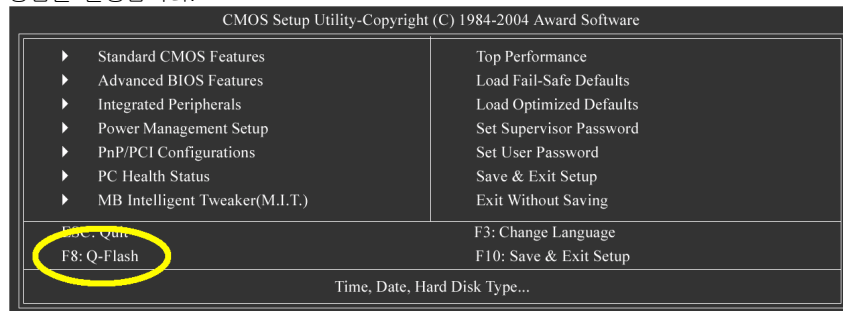 CMOS Setup Utility-Copyright (C) 1984-2004 Award Software
Standard CMOS Features
Advanced BIOS Features
Integrated Peripherals
Power Management Setup
PnP/PCI Configurations
PC Health Status
MB Intelligent Tweaker(M.I.T.)
Top Performance
Load Fail-Safe Defaults
Load Optimized Defaults
Set Supervisor Password
Set User Password
Save & Exit Setup
Exit Without Saving
ESC: Quit
F3: Change Language
F8: Q-Flash
F10: Save & Exit Setup
Time, Date, Hard Disk Type...